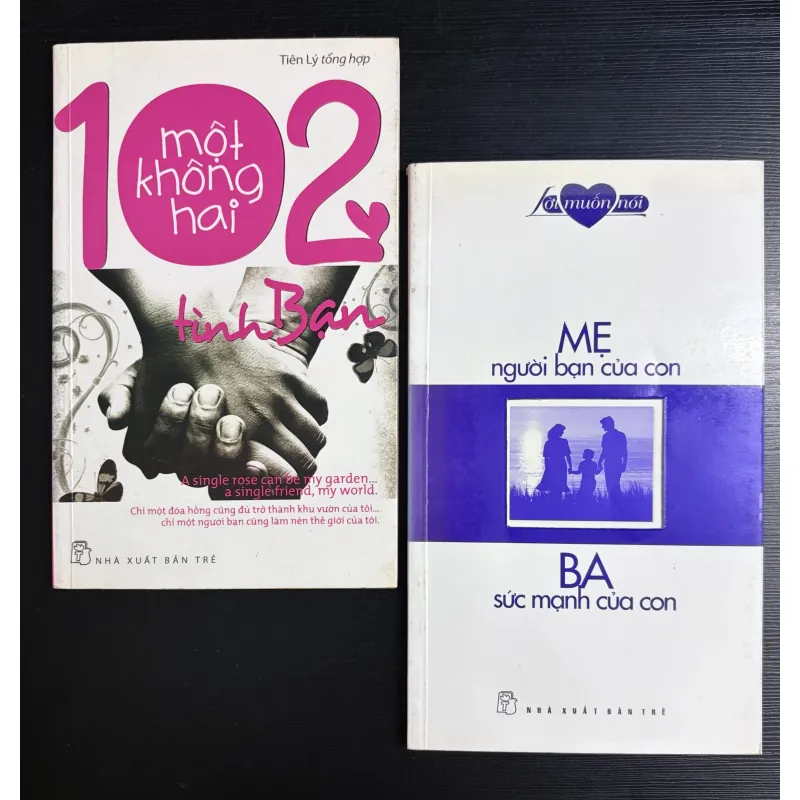 Tiên Lý tổng hợp
102
một
không
hai
tình Bạn
A single rose can be my garden...
a single friend, my world.
Chỉ một đóa hồng cũng đủ trở thành khu vườn của tôi...
chỉ một người bạn cũng làm nên thế giới của tôi.
NHÀ XUẤT BẢN TRẺ
Lời muốn nói
MẸ
người bạn của con
BA
sức mạnh của con
NHÀ XUẤT BẢN TRẺ